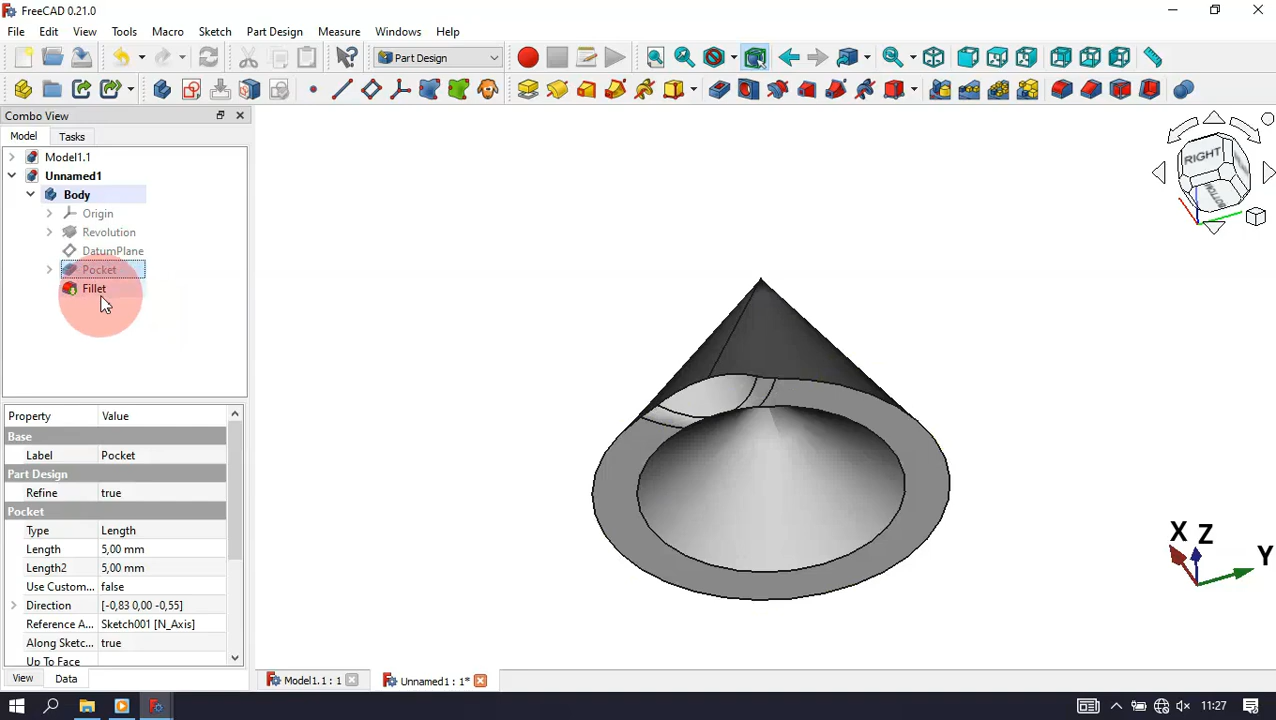 FreeCAD 0.21.0
File Edit View Tools Macro Sketch Part Design Measure Windows Help
Part Design
Combo View
Model Tasks
Model1.1
Unnamed1
Body
Origin
Revolution
DatumPlane
Pocket
Fillet
Property Value
Base
Label Pocket
Part Design
Refine true
Pocket
Type Length
Length 5,00 mm
Length2 5,00 mm
Use Custom... false
Direction [-0,83 0,00 -0,55]
Reference A... Sketch001 [N_Axis]
Along Sketc... true
Up To Face
View Data
RIGHT
BOTTOM
X Z Y
Model1.1 : 1
Unnamed1 : 1*
11:27